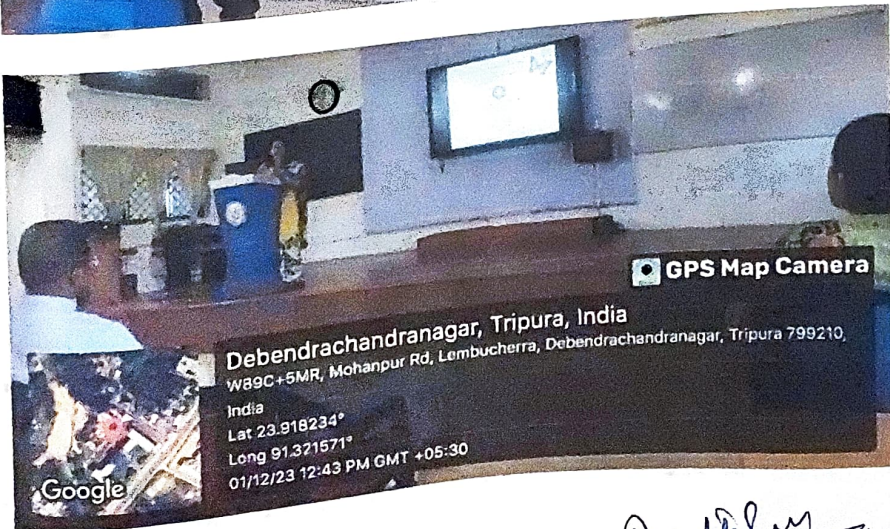 GPS Map Camera
Debendrachandranagar, Tripura, India
W89C+5MR, Mohanpur Rd, Lembucherra, Debendrachandranagar, Tripura 799210,
India
Lat 23.918234°
Long 91.321571°
01/12/23 12:43 PM GMT +05:30
Google